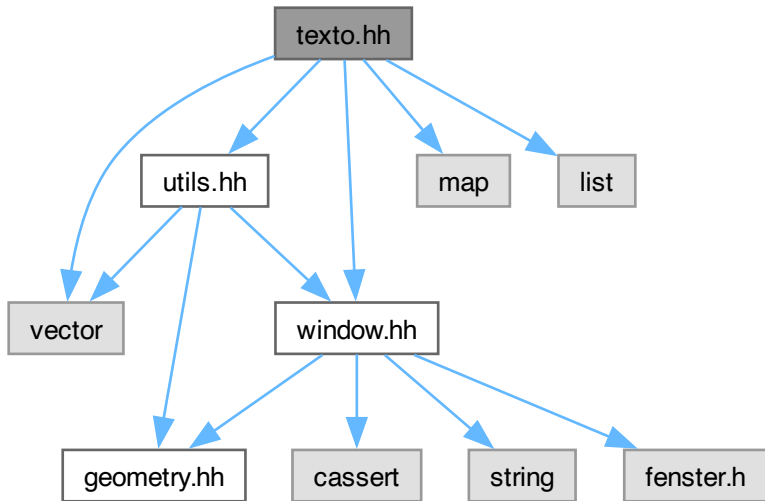 texto.hh
utils.hh
map
list
vector
window.hh
geometry.hh
cassert
string
fenster.h